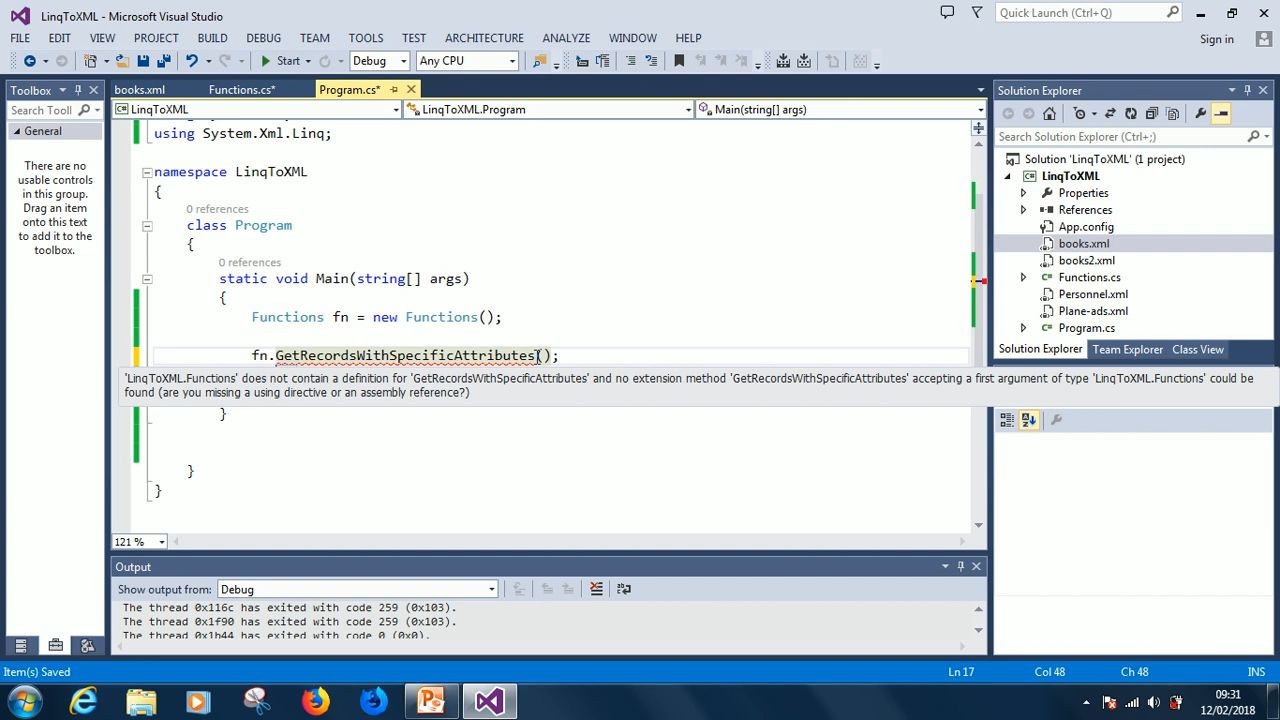 LinqToXML - Microsoft Visual Studio
Quick Launch (Ctrl+Q)
FILE EDIT VIEW PROJECT BUILD DEBUG TEAM TOOLS TEST ARCHITECTURE ANALYZE WINDOW HELP
Sign in
Start Debug Any CPU
Toolbox
Search Tool
General
There are no
usable controls
in this group.
Drag an item
onto this text
to add it to the
toolbox.
books.xml Functions.cs* Program.cs*
LinqToXML LinqToXML.Program Main(string[] args)
using System.Xml.Linq;
namespace LinqToXML
{
0 references
class Program
{
0 references
static void Main(string[] args)
{
Functions fn = new Functions();
fn.GetRecordsWithSpecificAttributes();
'LinqToXML.Functions' does not contain a definition for 'GetRecordsWithSpecificAttributes' and no extension method 'GetRecordsWithSpecificAttributes' accepting a first argument of type 'LinqToXML.Functions' could be
found (are you missing a using directive or an assembly reference?)
}
}
}
121 %
Solution Explorer
Search Solution Explorer (Ctrl+;)
Solution 'LinqToXML' (1 project)
LinqToXML
Properties
References
App.config
books.xml
books2.xml
Functions.cs
Personnel.xml
Plane-ads.xml
Program.cs
Solution Explorer Team Explorer Class View
Output
Show output from: Debug
The thread 0x116c has exited with code 259 (0x103).
The thread 0x1f90 has exited with code 259 (0x103).
The thread 0x1b44 has exited with code 0 (0x0).
Item(s) Saved Ln 17 Col 48 Ch 48 INS
09:31
12/02/2018